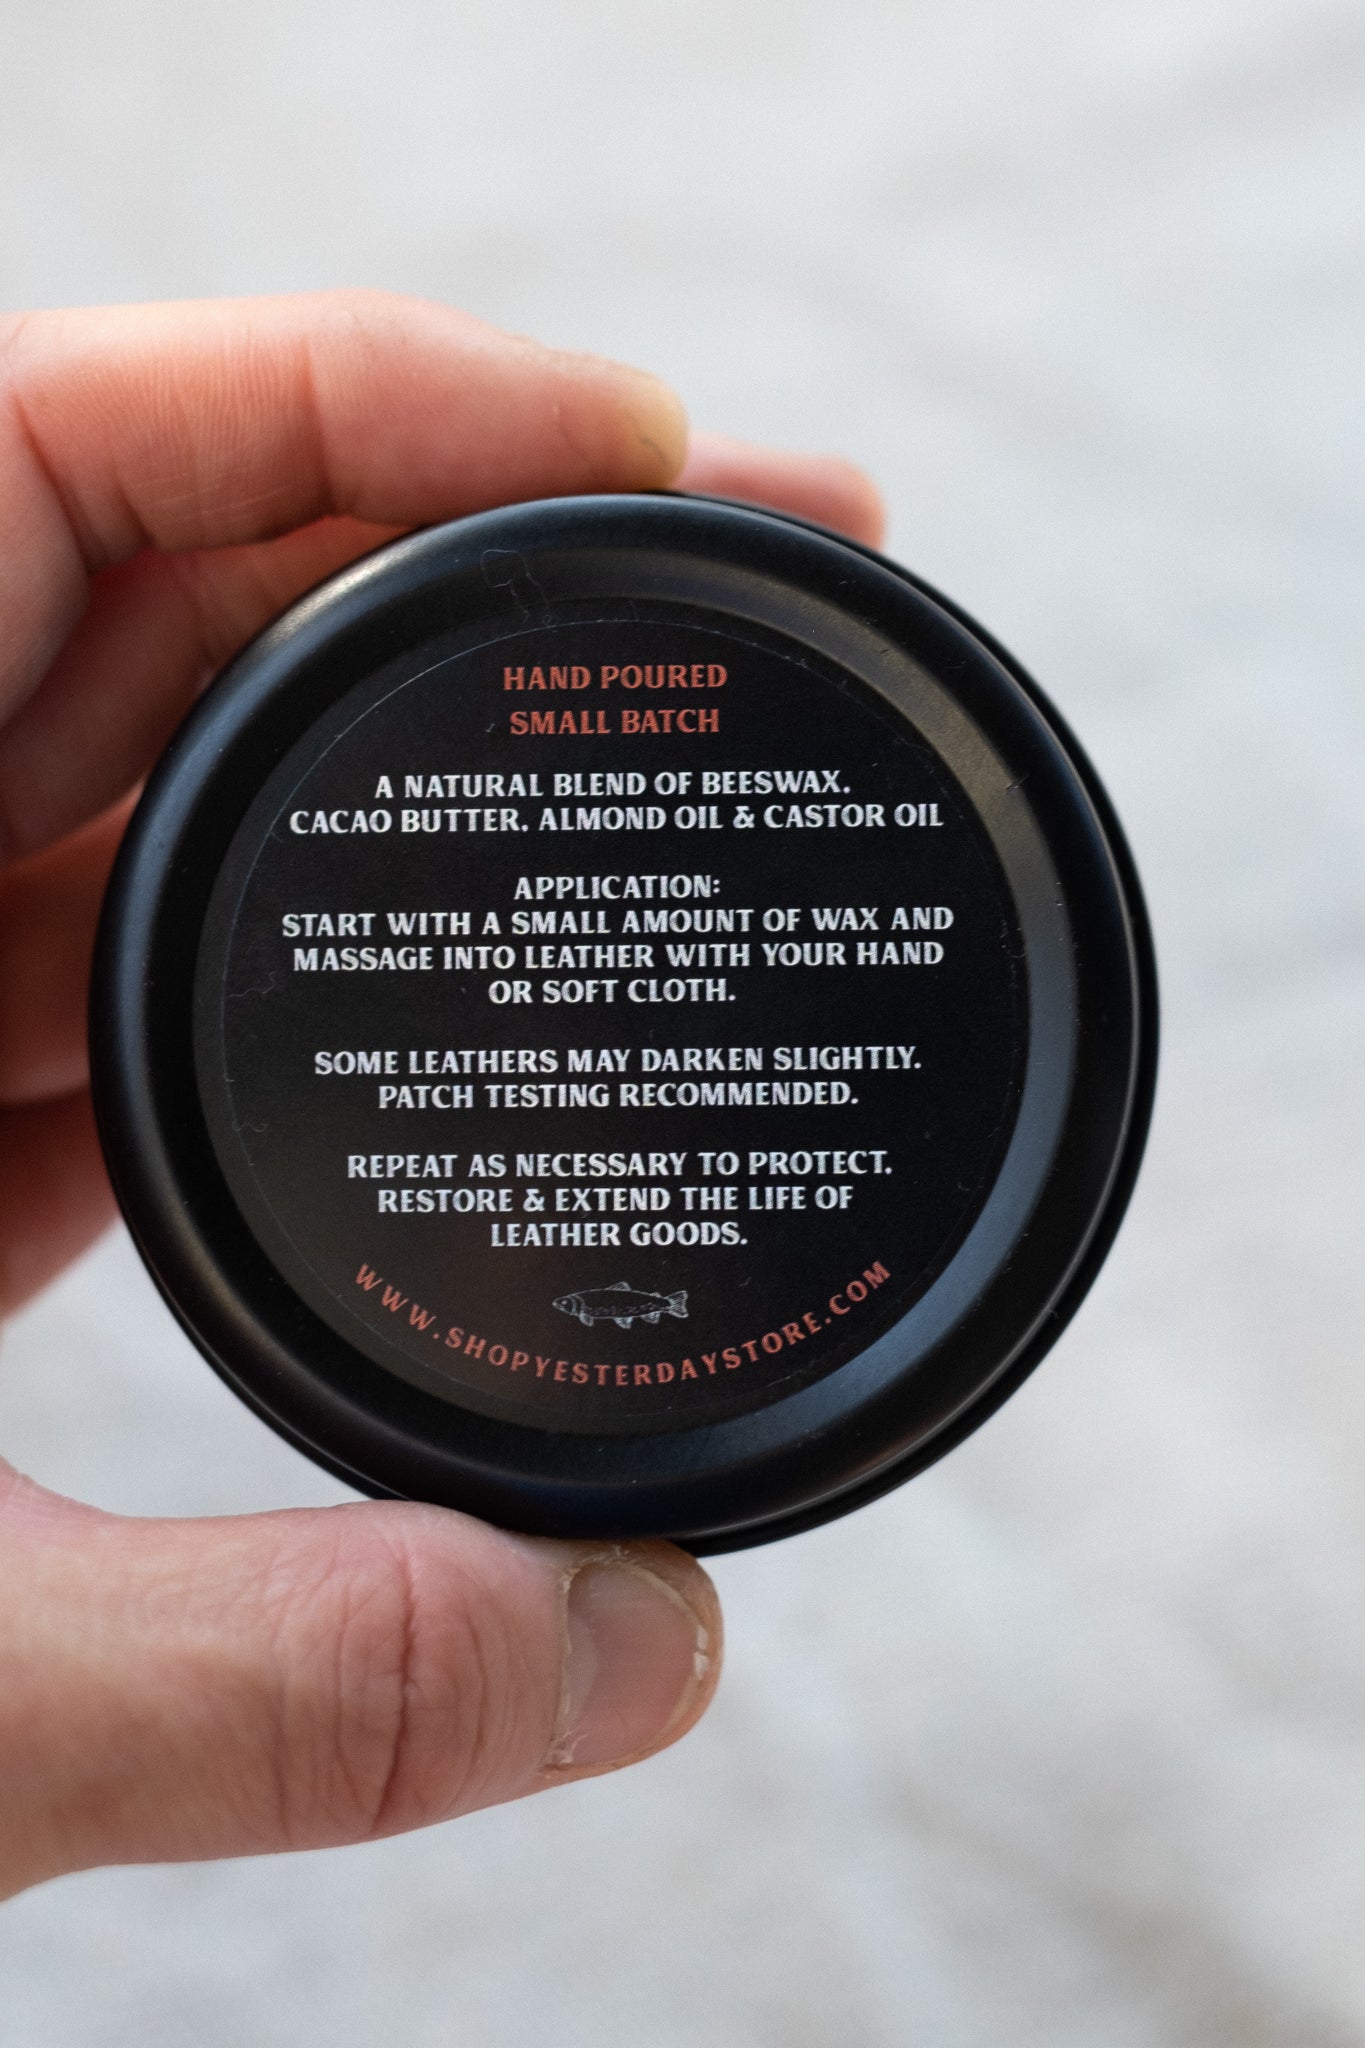 HAND POURED
SMALL BATCH
A NATURAL BLEND OF BEESWAX.
CACAO BUTTER. ALMOND OIL & CASTOR OIL
APPLICATION:
START WITH A SMALL AMOUNT OF WAX AND
MASSAGE INTO LEATHER WITH YOUR HAND
OR SOFT CLOTH.
SOME LEATHERS MAY DARKEN SLIGHTLY.
PATCH TESTING RECOMMENDED.
REPEAT AS NECESSARY TO PROTECT.
RESTORE & EXTEND THE LIFE OF
LEATHER GOODS.
WWW.SHOPYESTERDAYSTORE.COM